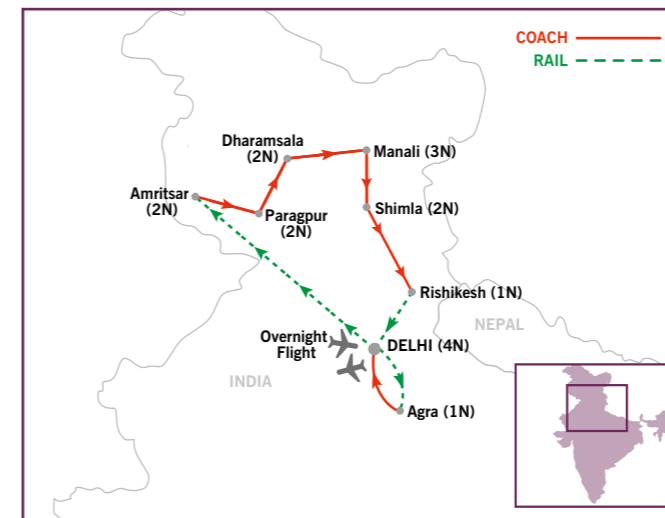 COACH
RAIL
Dharamsala
(2N)
Manali (3N)
Amritsar
(2N)
Paragpur
(2N)
Shimla (2N)
Rishikesh (1N)
NEPAL
Overnight
Flight
DELHI (4N)
INDIA
Agra (1N)